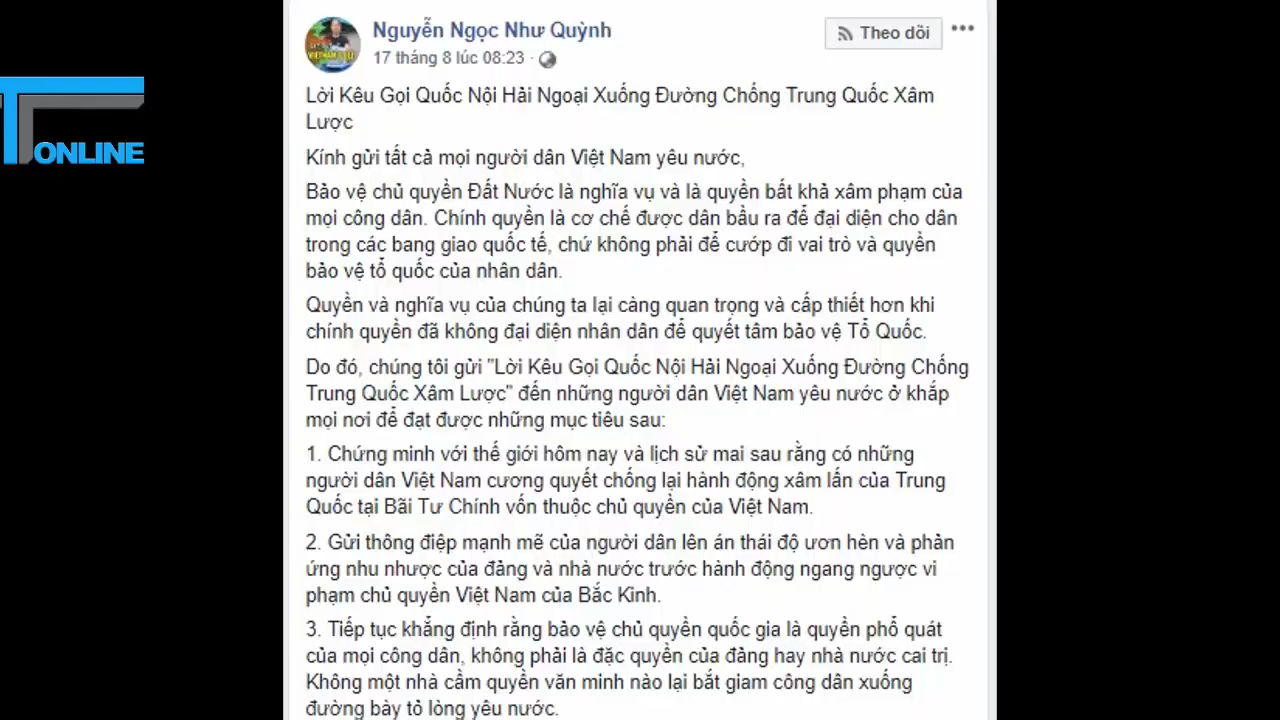 Nguyễn Ngọc Như Quỳnh
Theo dõi
17 tháng 8 lúc 08:23 ·
Lời Kêu Gọi Quốc Nội Hải Ngoại Xuống Đường Chống Trung Quốc Xâm
Lược
Kính gửi tất cả mọi người dân Việt Nam yêu nước,
Bảo vệ chủ quyền Đất Nước là nghĩa vụ và là quyền bất khả xâm phạm của
mọi công dân. Chính quyền là cơ chế được dân bầu ra để đại diện cho dân
trong các bang giao quốc tế, chứ không phải để cướp đi vai trò và quyền
bảo vệ tổ quốc của nhân dân.
Quyền và nghĩa vụ của chúng ta lại càng quan trọng và cấp thiết hơn khi
chính quyền đã không đại diện nhân dân để quyết tâm bảo vệ Tổ Quốc.
Do đó, chúng tôi gửi "Lời Kêu Gọi Quốc Nội Hải Ngoại Xuống Đường Chống
Trung Quốc Xâm Lược" đến những người dân Việt Nam yêu nước ở khắp
mọi nơi để đạt được những mục tiêu sau:
1. Chứng minh với thế giới hôm nay và lịch sử mai sau rằng có những
người dân Việt Nam cương quyết chống lại hành động xâm lấn của Trung
Quốc tại Bãi Tư Chính vốn thuộc chủ quyền của Việt Nam.
2. Gửi thông điệp mạnh mẽ của người dân lên án thái độ ươn hèn và phản
ứng nhu nhược của đảng và nhà nước trước hành động ngang ngược vi
phạm chủ quyền Việt Nam của Bắc Kinh.
3. Tiếp tục khẳng định rằng bảo vệ chủ quyền quốc gia là quyền phổ quát
của mọi công dân, không phải là đặc quyền của đảng hay nhà nước cai trị.
Không một nhà cầm quyền văn minh nào lại bắt giam công dân xuống
đường bày tỏ lòng yêu nước.
ONLINE